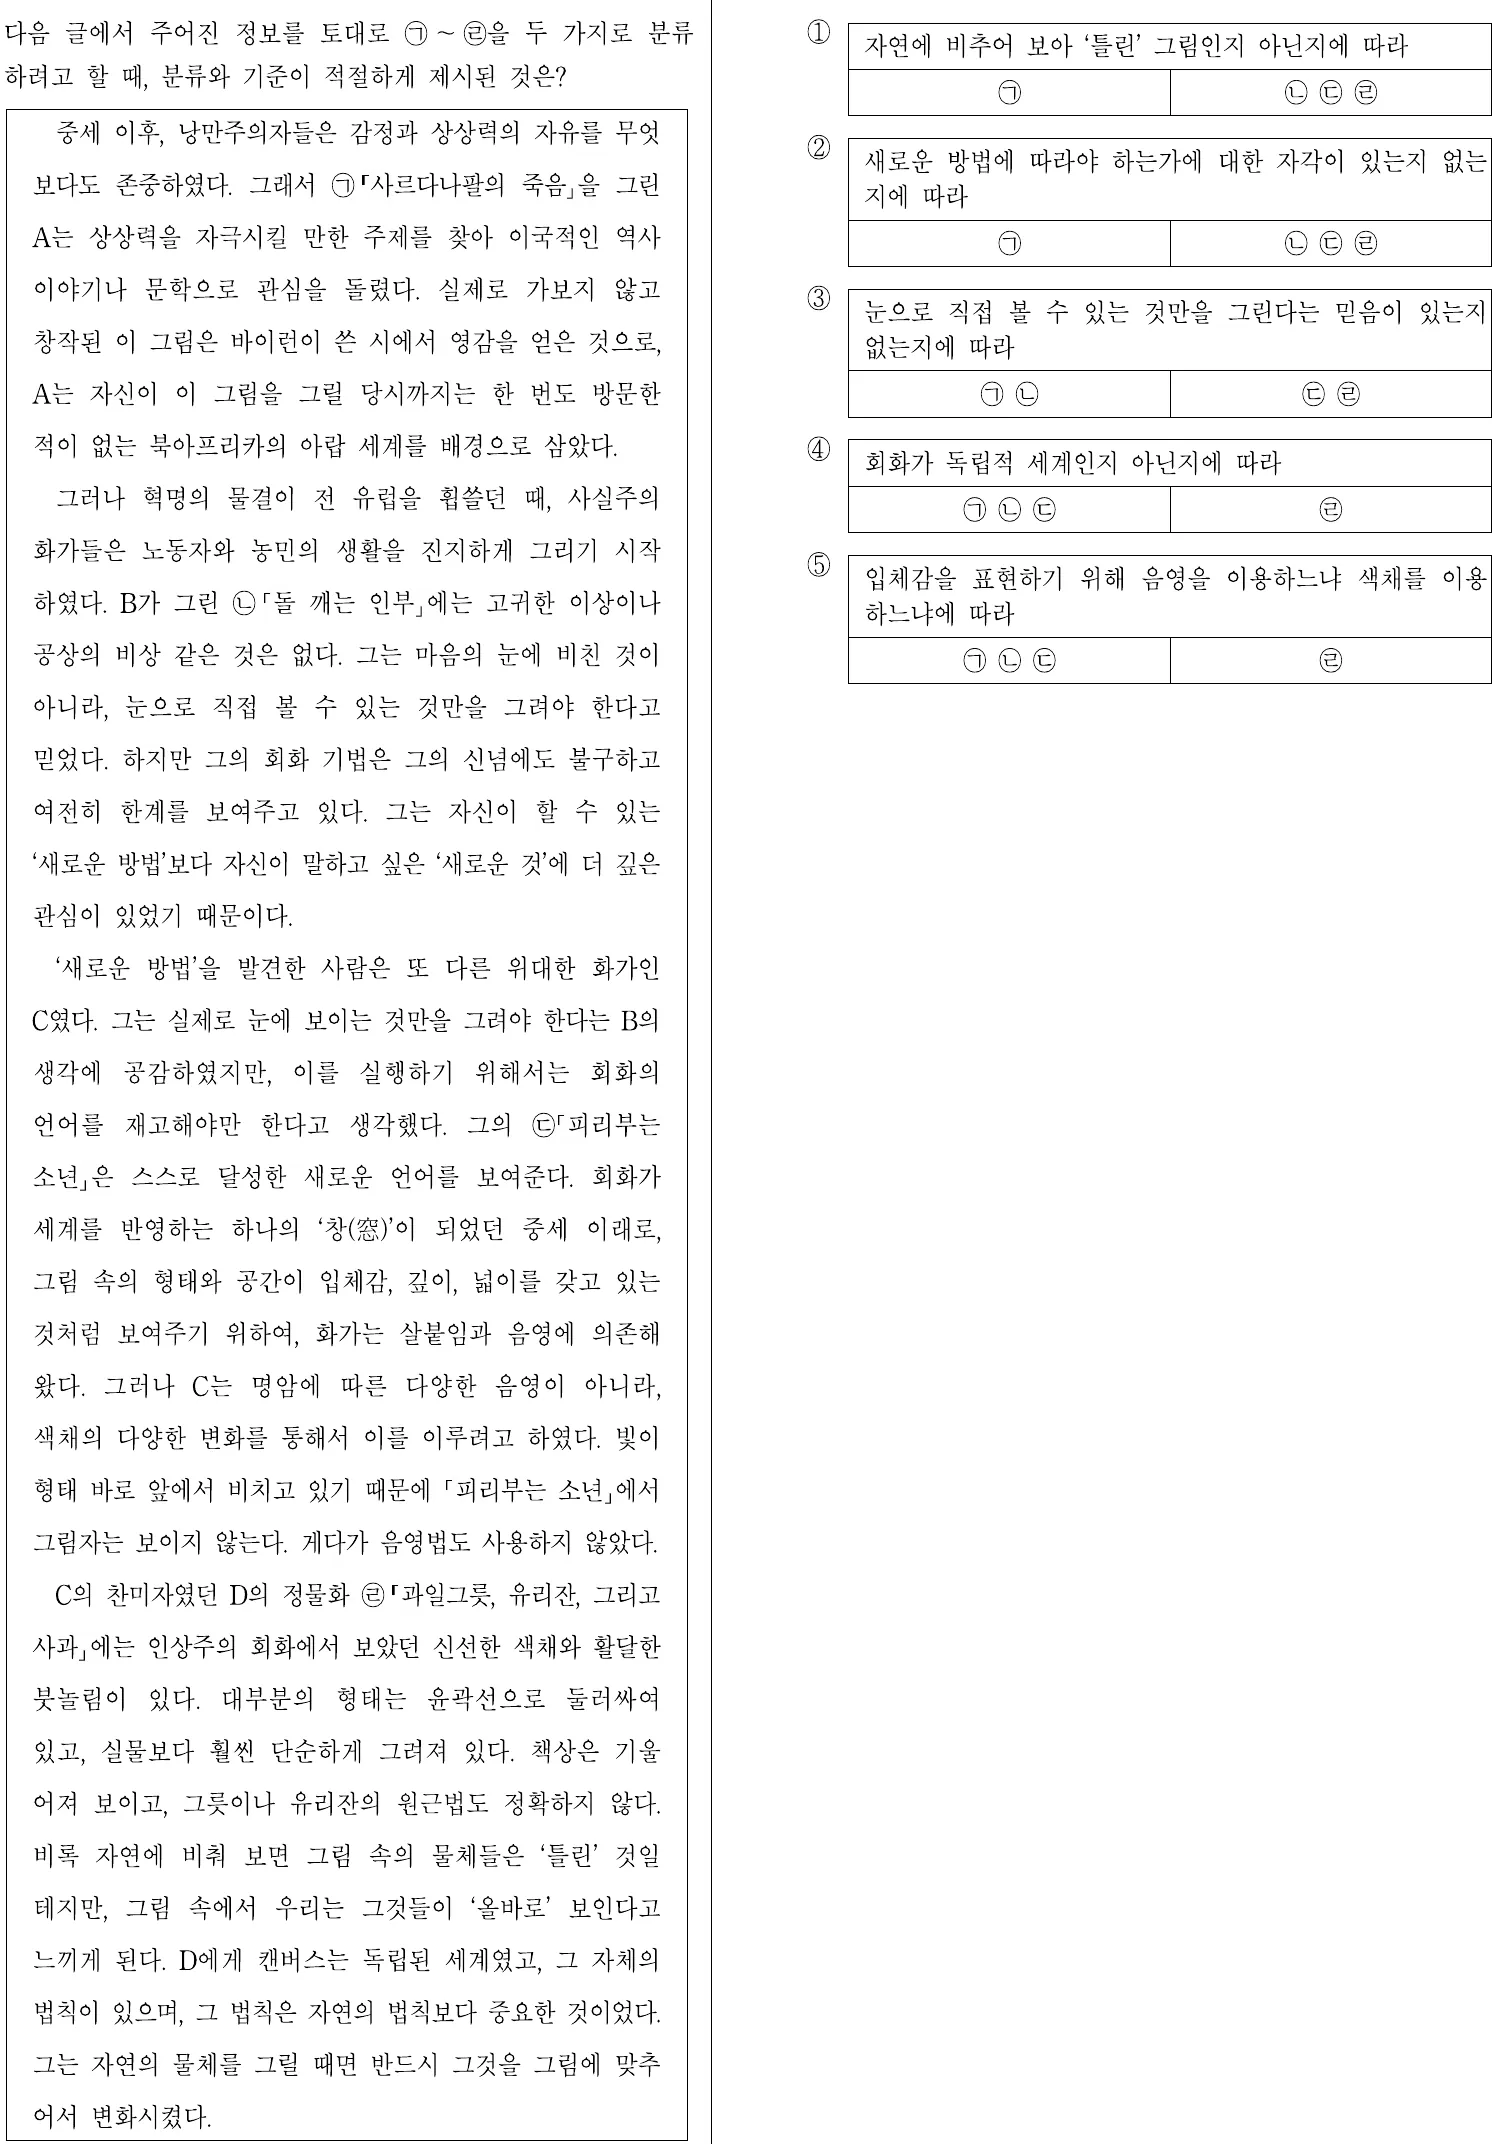 다음 글에서 주어진 정보를 토대로 ㉠ ~ ㉣을 두 가지로 분류
하려고 할 때, 분류와 기준이 적절하게 제시된 것은?
중세 이후, 낭만주의자들은 감정과 상상력의 자유를 무엇
보다도 존중하였다. 그래서 ㉠「사르다나팔의 죽음」을 그린
A는 상상력을 자극시킬 만한 주제를 찾아 이국적인 역사
이야기나 문학으로 관심을 돌렸다. 실제로 가보지 않고
창작된 이 그림은 바이런이 쓴 시에서 영감을 얻은 것으로,
A는 자신이 이 그림을 그릴 당시까지는 한 번도 방문한
적이 없는 북아프리카의 아랍 세계를 배경으로 삼았다.
그러나 혁명의 물결이 전 유럽을 휩쓸던 때, 사실주의
화가들은 노동자와 농민의 생활을 진지하게 그리기 시작
하였다. B가 그린 ㉡「돌 깨는 인부」에는 고귀한 이상이나
공상의 비상 같은 것은 없다. 그는 마음의 눈에 비친 것이
아니라, 눈으로 직접 볼 수 있는 것만을 그려야 한다고
믿었다. 하지만 그의 회화 기법은 그의 신념에도 불구하고
여전히 한계를 보여주고 있다. 그는 자신이 할 수 있는
‘새로운 방법’보다 자신이 말하고 싶은 ‘새로운 것’에 더 깊은
관심이 있었기 때문이다.
‘새로운 방법’을 발견한 사람은 또 다른 위대한 화가인
C였다. 그는 실제로 눈에 보이는 것만을 그려야 한다는 B의
생각에 공감하였지만, 이를 실행하기 위해서는 회화의
언어를 재고해야만 한다고 생각했다. 그의 ㉢「피리부는
소년」은 스스로 달성한 새로운 언어를 보여준다. 회화가
세계를 반영하는 하나의 ‘창(窓)’이 되었던 중세 이래로,
그림 속의 형태와 공간이 입체감, 깊이, 넓이를 갖고 있는
것처럼 보여주기 위하여, 화가는 살붙임과 음영에 의존해
왔다. 그러나 C는 명암에 따른 다양한 음영이 아니라,
색채의 다양한 변화를 통해서 이를 이루려고 하였다. 빛이
형태 바로 앞에서 비치고 있기 때문에 「피리부는 소년」에서
그림자는 보이지 않는다. 게다가 음영법도 사용하지 않았다.
C의 찬미자였던 D의 정물화 ㉣「과일그릇, 유리잔, 그리고
사과」에는 인상주의 회화에서 보았던 신선한 색채와 활달한
붓놀림이 있다. 대부분의 형태는 윤곽선으로 둘러싸여
있고, 실물보다 훨씬 단순하게 그려져 있다. 책상은 기울
어져 보이고, 그릇이나 유리잔의 원근법도 정확하지 않다.
비록 자연에 비춰 보면 그림 속의 물체들은 ‘틀린’ 것일
테지만, 그림 속에서 우리는 그것들이 ‘올바로’ 보인다고
느끼게 된다. D에게 캔버스는 독립된 세계였고, 그 자체의
법칙이 있으며, 그 법칙은 자연의 법칙보다 중요한 것이었다.
그는 자연의 물체를 그릴 때면 반드시 그것을 그림에 맞추
어서 변화시켰다.
① 자연에 비추어 보아 ‘틀린’ 그림인지 아닌지에 따라
㉠ ㉡ ㉢ ㉣
② 새로운 방법에 따라야 하는가에 대한 자각이 있는지 없는
지에 따라
㉠ ㉡ ㉢ ㉣
③ 눈으로 직접 볼 수 있는 것만을 그린다는 믿음이 있는지
없는지에 따라
㉠ ㉡ ㉢ ㉣
④ 회화가 독립적 세계인지 아닌지에 따라
㉠ ㉡ ㉢ ㉣
⑤ 입체감을 표현하기 위해 음영을 이용하느냐 색채를 이용
하느냐에 따라
㉠ ㉡ ㉢ ㉣